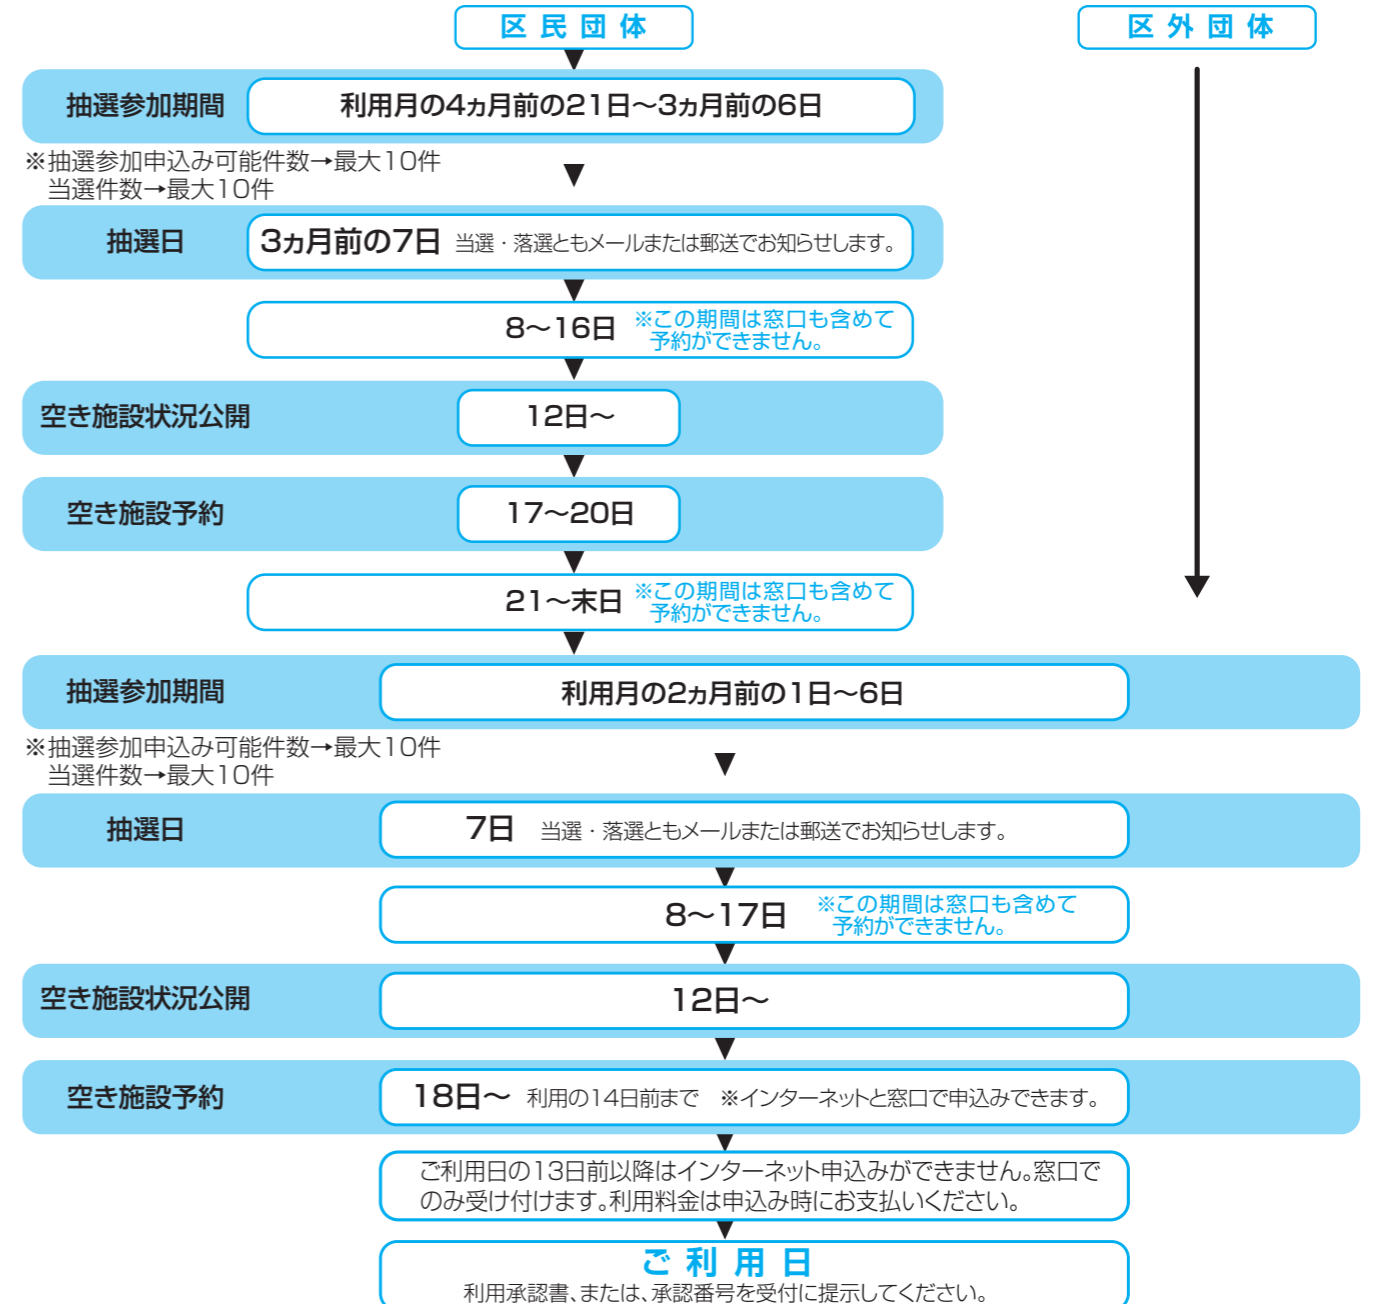 区民団体
区外団体
抽選参加期間
利用月の4ヵ月前の21日〜3ヵ月前の6日
※抽選参加申込み可能件数→最大10件
当選件数→最大10件
抽選日
3ヵ月前の7日 当選・落選ともメールまたは郵送でお知らせします。
8〜16日 ※この期間は窓口も含めて
予約ができません。
空き施設状況公開
12日〜
空き施設予約
17〜20日
21〜末日 ※この期間は窓口も含めて
予約ができません。
抽選参加期間
利用月の2ヵ月前の1日〜6日
※抽選参加申込み可能件数→最大10件
当選件数→最大10件
抽選日
7日 当選・落選ともメールまたは郵送でお知らせします。
8〜17日 ※この期間は窓口も含めて
予約ができません。
空き施設状況公開
12日〜
空き施設予約
18日〜 利用の14日前まで ※インターネットと窓口で申込みできます。
ご利用日の13日前以降はインターネット申込みができません。窓口で
のみ受け付けます。利用料金は申込み時にお支払いください。
ご利用日
利用承認書、または、承認番号を受付に提示してください。